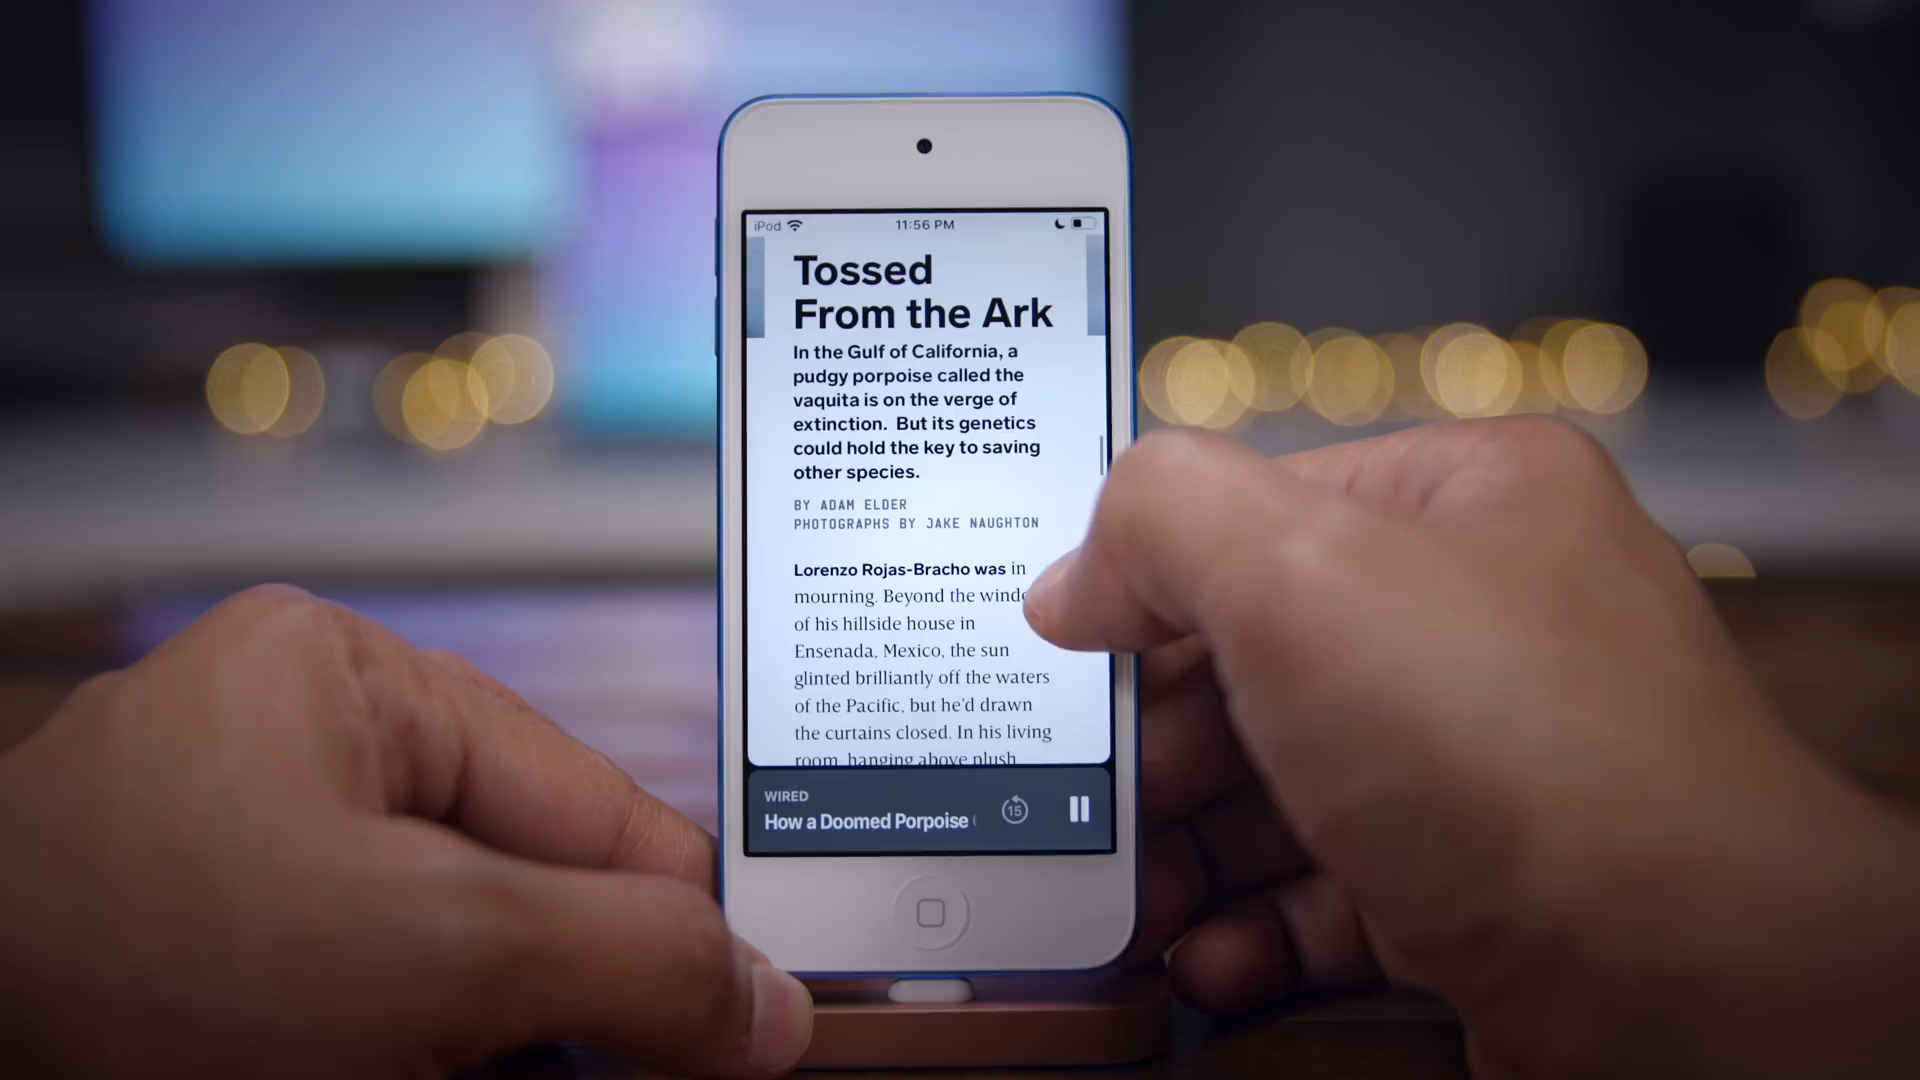 iPod 11:56 PM
Tossed
From the Ark
In the Gulf of California, a
pudgy porpoise called the
vaquita is on the verge of
extinction. But its genetics
could hold the key to saving
other species.
BY ADAM ELDER
PHOTOGRAPHS BY JAKE NAUGHTON
Lorenzo Rojas-Bracho was in
mourning. Beyond the
of his hillside house in
Ensenada, Mexico, the sun
glinted brilliantly off the waters
of the Pacific, but he’d drawn
the curtains closed. In his living
room, hanging above plush
WIRED
How a Doomed Porpoise
15